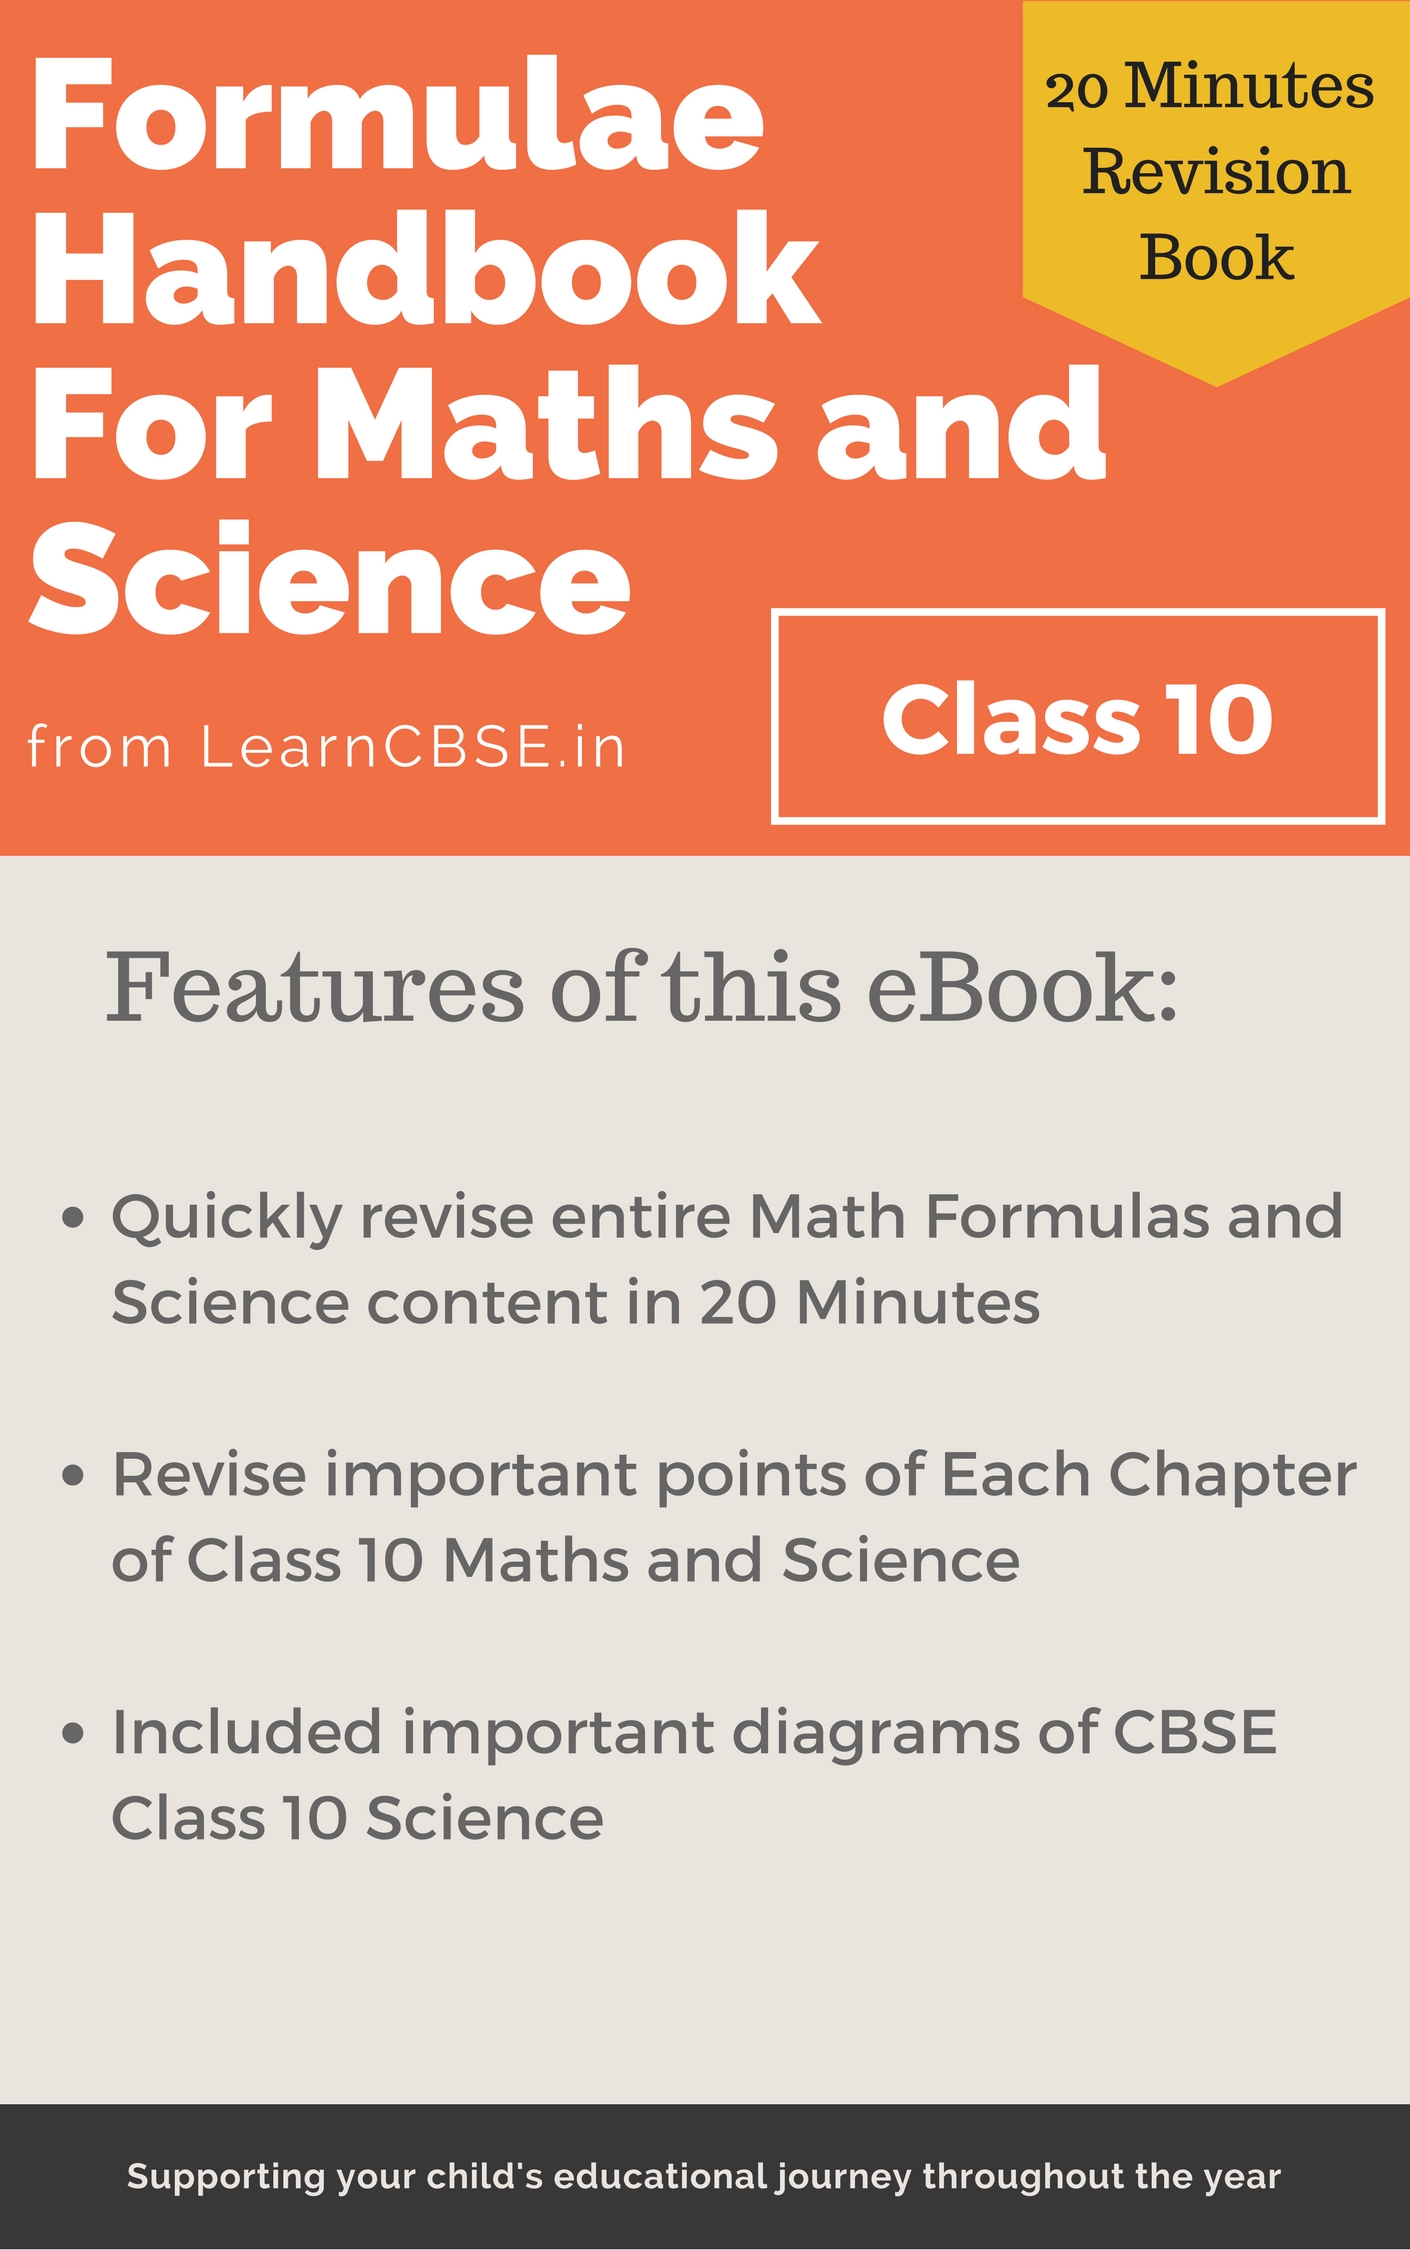 Formulae
Handbook
For Maths and
Science
20 Minutes
Revision
Book
from LearnCBSE.in
Class 10
Features of this eBook:
• Quickly revise entire Math Formulas and
Science content in 20 Minutes
• Revise important points of Each Chapter
of Class 10 Maths and Science
• Included important diagrams of CBSE
Class 10 Science
Supporting your child's educational journey throughout the year